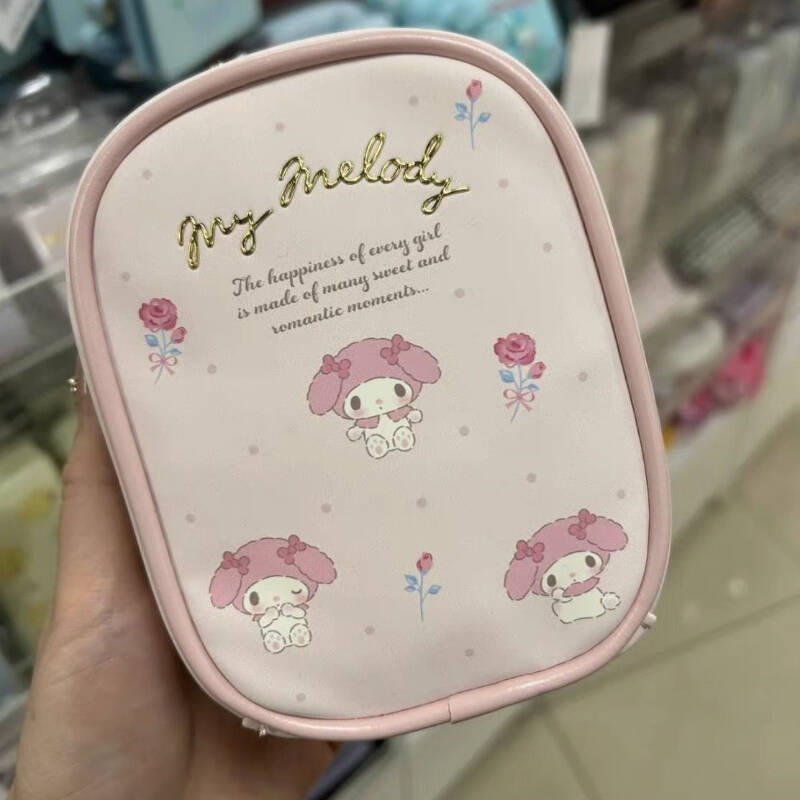 My Melody
The happiness of every girl
is made of many sweet and
romantic moments...